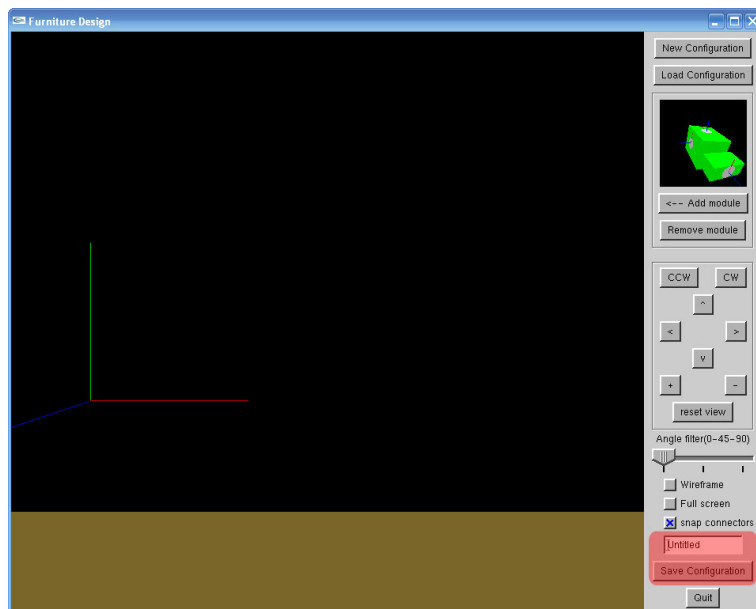 Furniture Design
New Configuration
Load Configuration
<-- Add module
Remove module
CCW CW
^
< >
v
+ -
reset view
Angle filter(0-45-90)
Wireframe
Full screen
snap connectors
Untitled
Save Configuration
Quit